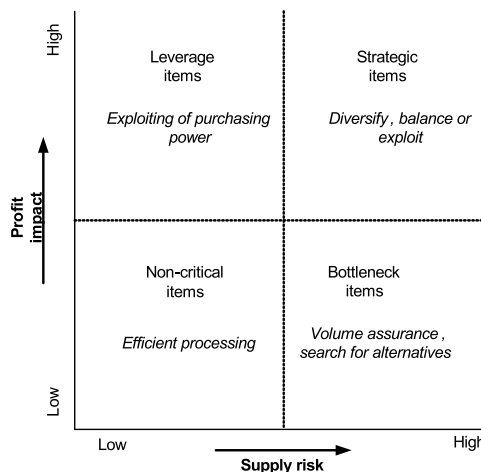 High
Leverage
items
Exploiting of purchasing
power
Strategic
items
Diversify, balance or
exploit
Profit
impact
Non-critical
items
Efficient processing
Bottleneck
items
Volume assurance,
search for alternatives
Low
Low
High
Supply risk